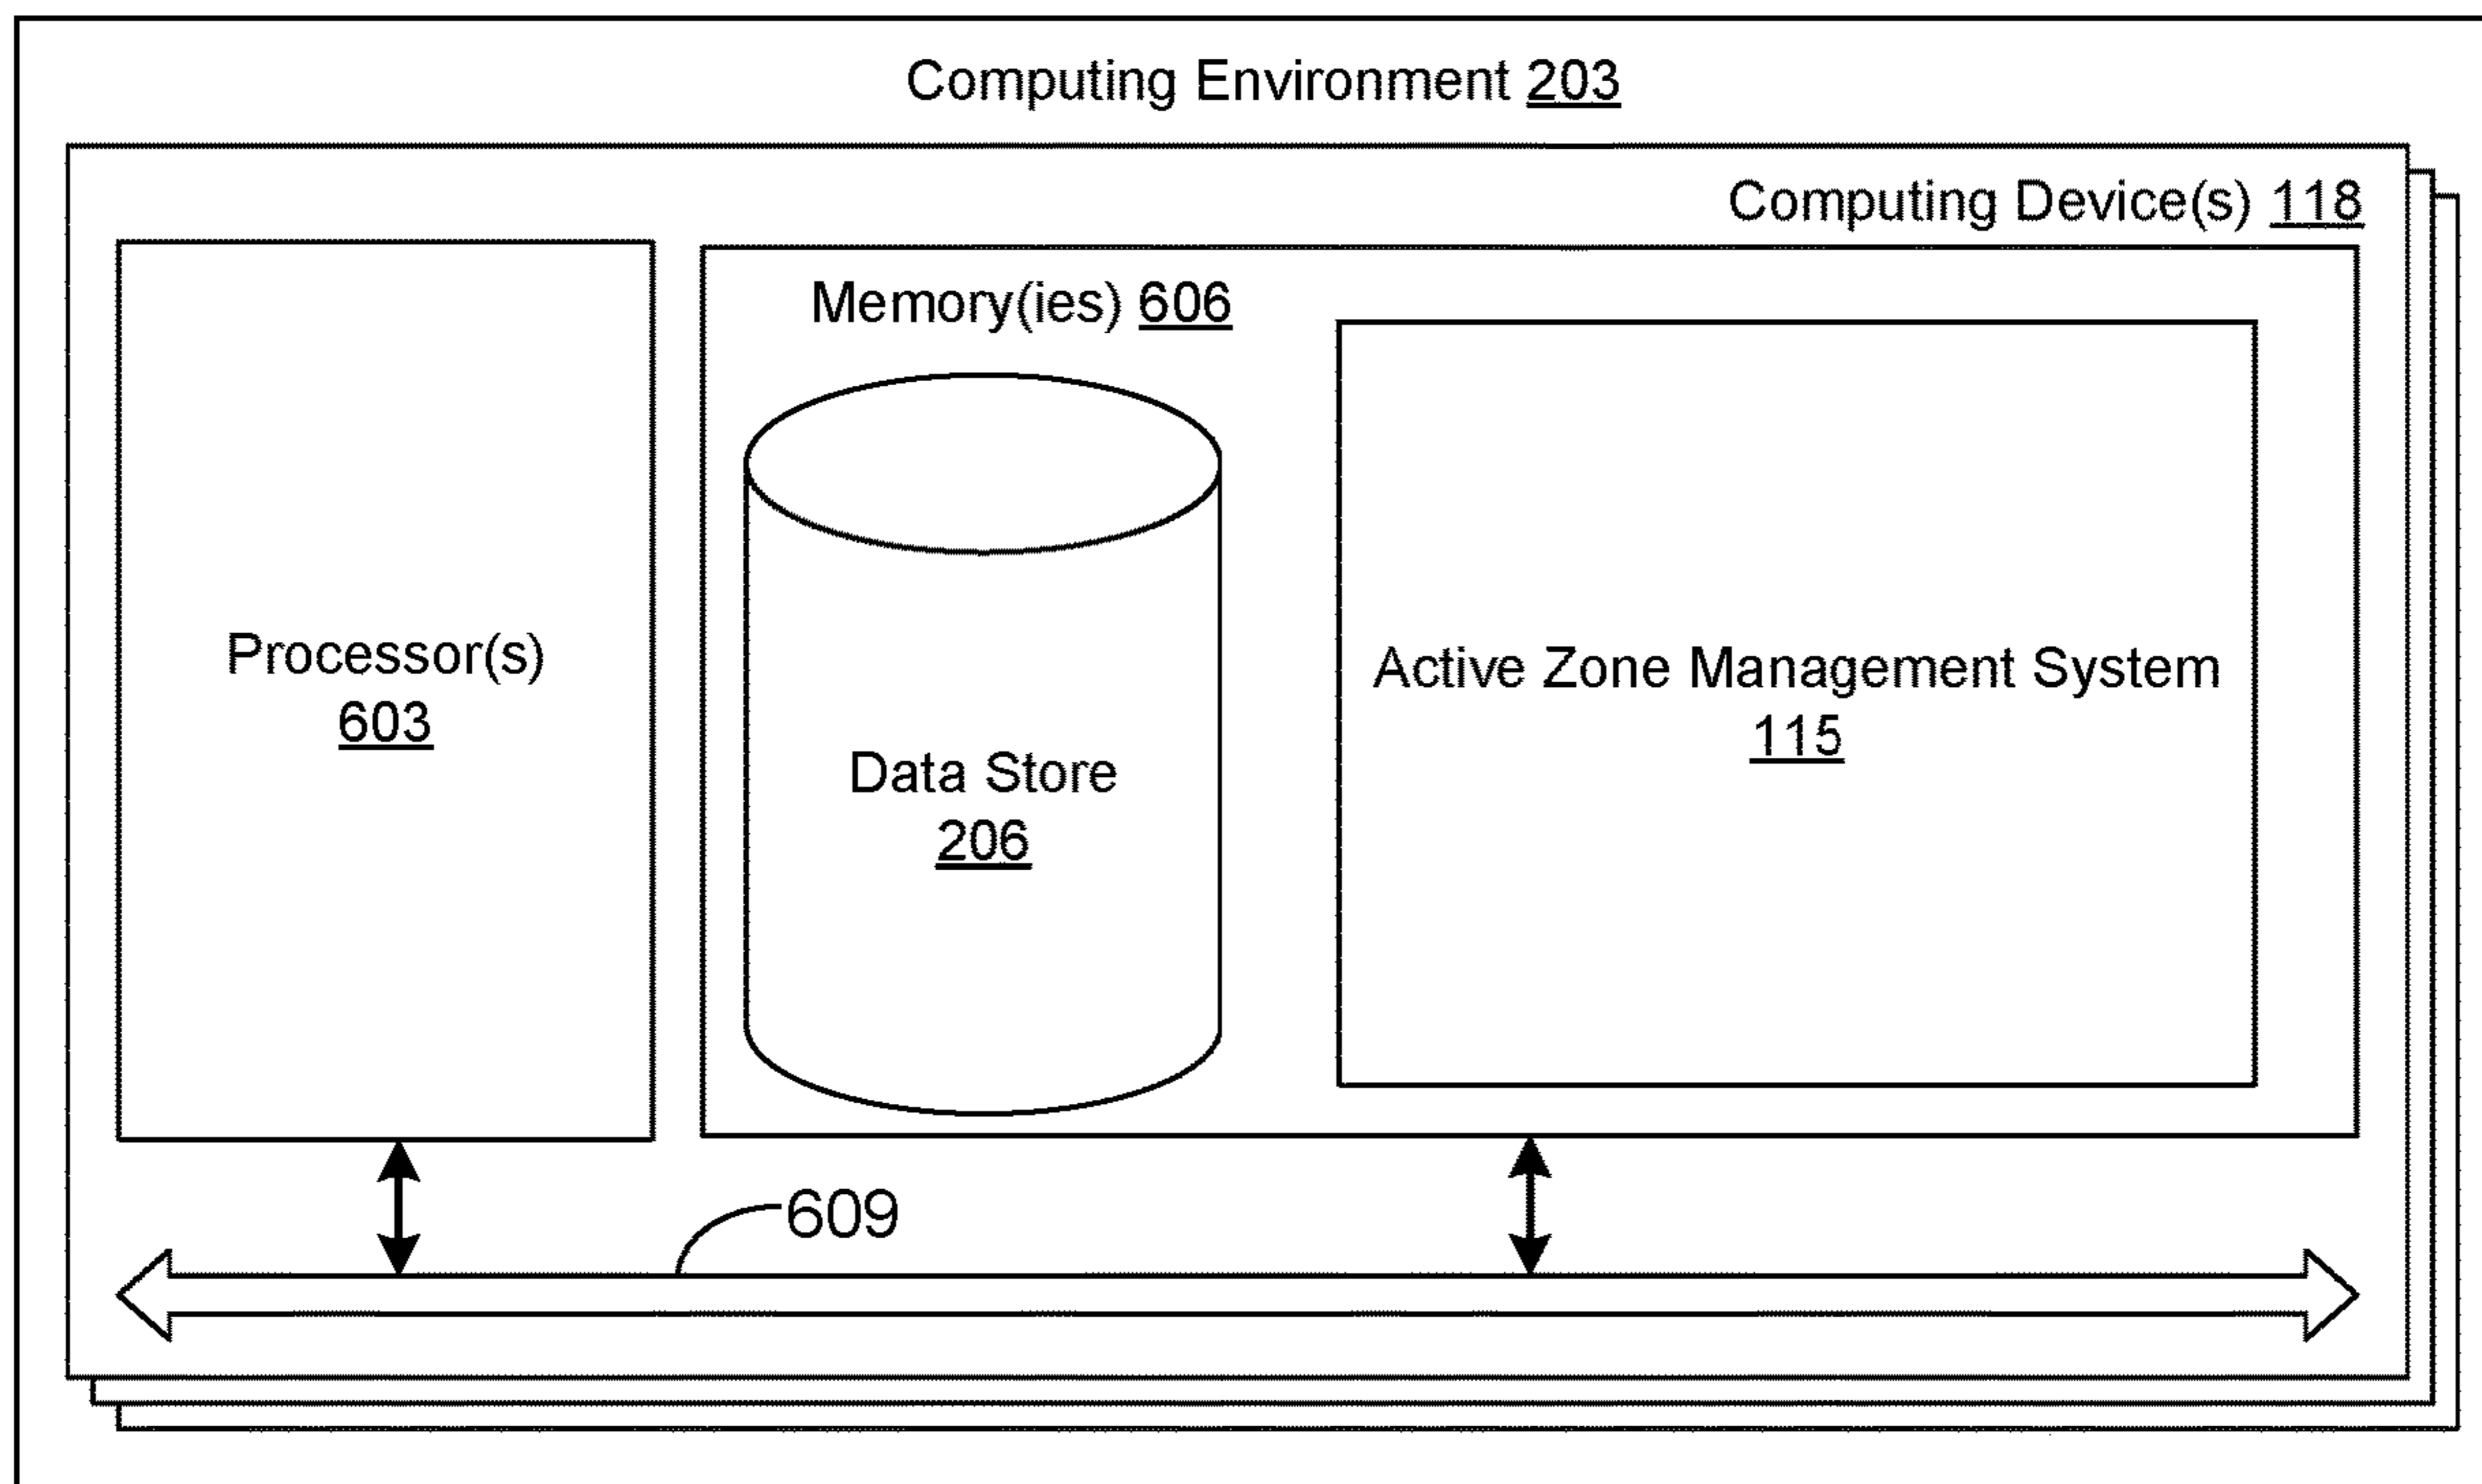 Computing Environment 203
Computing Device(s) 118
Memory(ies) 606
Processor(s)
603
Active Zone Management System
115
Data Store
206
609